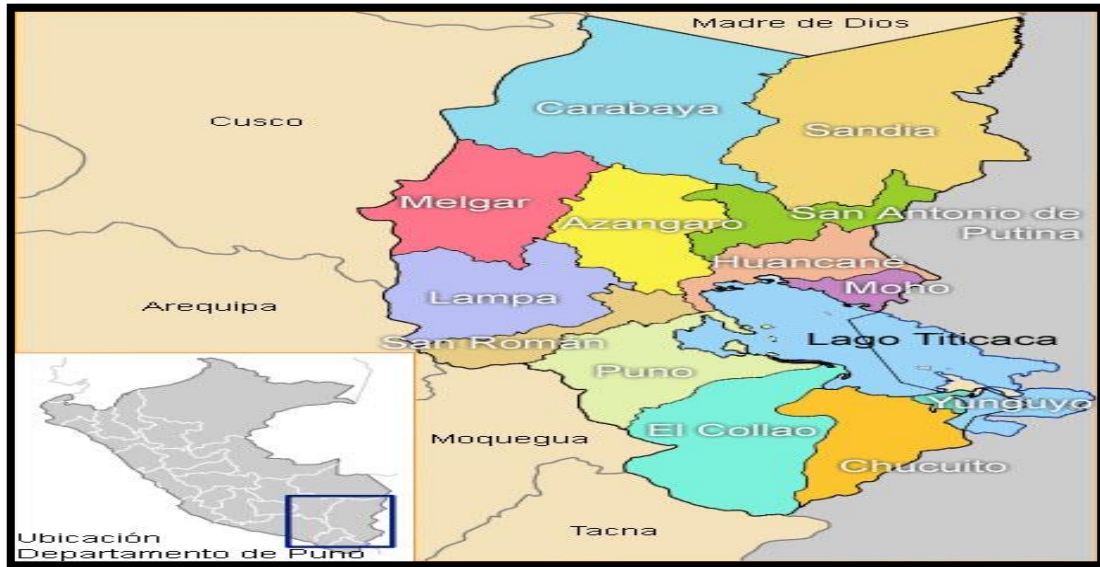 Madre de Dios
Carabaya
Cusco
Sandia
Melgar
San Antonio de
Putina
Azangaro
Huancané
Moho
Lampa
Arequipa
Lago Titicaca
San Román
Puno
Yunguyo
El Collao
Moquegua
Chucuito
Tacna
Ubicación
Departamento de Puno